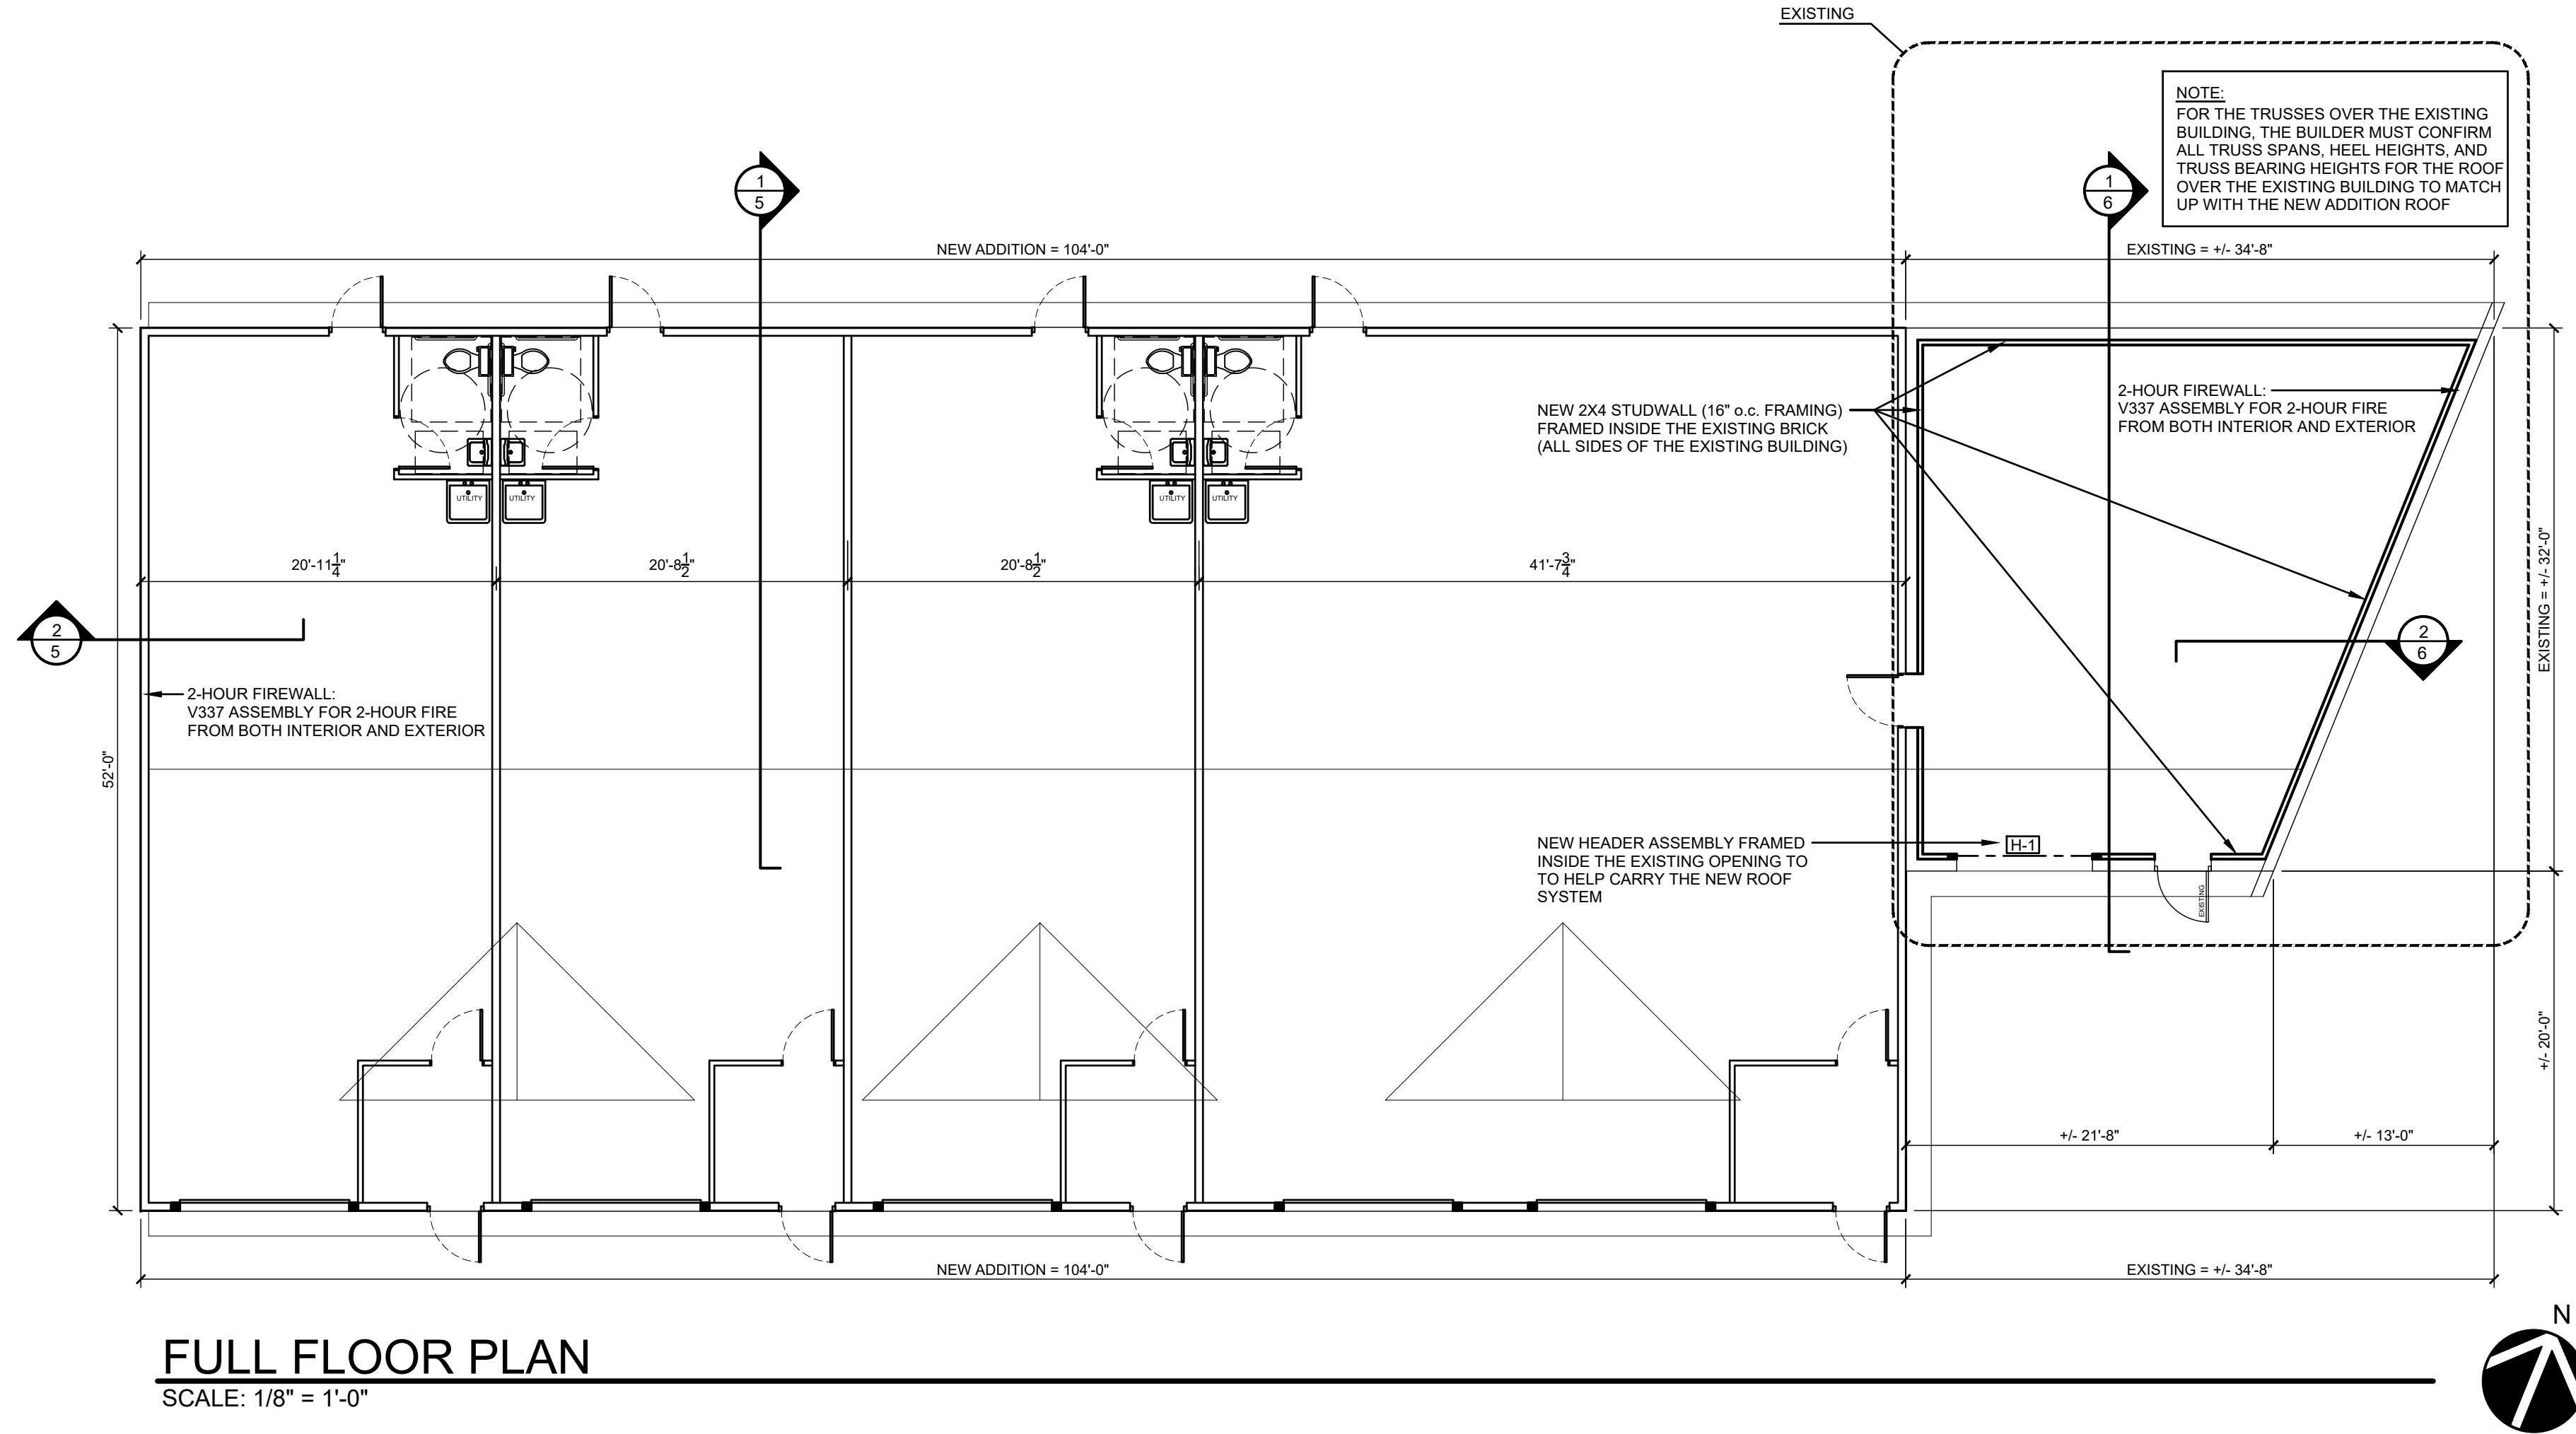 EXISTING
NOTE:
FOR THE TRUSSES OVER THE EXISTING
BUILDING, THE BUILDER MUST CONFIRM
ALL TRUSS SPANS, HEEL HEIGHTS, AND
TRUSS BEARING HEIGHTS FOR THE ROOF
OVER THE EXISTING BUILDING TO MATCH
UP WITH THE NEW ADDITION ROOF
1
5
1
6
NEW ADDITION = 104'-0"
EXISTING = +/- 34'-8"
2-HOUR FIREWALL:
V337 ASSEMBLY FOR 2-HOUR FIRE
FROM BOTH INTERIOR AND EXTERIOR
NEW 2X4 STUDWALL (16" o.c. FRAMING)
FRAMED INSIDE THE EXISTING BRICK
(ALL SIDES OF THE EXISTING BUILDING)
UTILITY
UTILITY
UTILITY
UTILITY
20'-11 1/4"
20'-8 1/2"
20'-8 1/2"
41'-7 3/4"
EXISTING = +/- 32'-0"
2
5
2
6
2-HOUR FIREWALL:
V337 ASSEMBLY FOR 2-HOUR FIRE
FROM BOTH INTERIOR AND EXTERIOR
52'-0"
NEW HEADER ASSEMBLY FRAMED
INSIDE THE EXISTING OPENING TO
TO HELP CARRY THE NEW ROOF
SYSTEM
H-1
EXISTING
+/- 20'-0"
+/- 21'-8"
+/- 13'-0"
NEW ADDITION = 104'-0"
EXISTING = +/- 34'-8"
N
FULL FLOOR PLAN
SCALE: 1/8" = 1'-0"